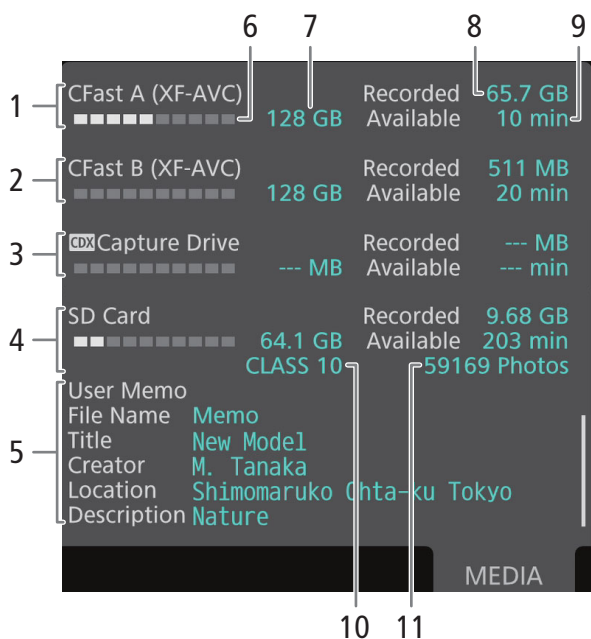 6 7 8 9
1 CFast A (XF-AVC) Recorded 65.7 GB
128 GB Available 10 min
2 CFast B (XF-AVC) Recorded 511 MB
128 GB Available 20 min
3 CDX Capture Drive Recorded --- MB
--- MB Available --- min
4 SD Card Recorded 9.68 GB
64.1 GB Available 203 min
CLASS 10 59169 Photos
5 User Memo
File Name Memo
Title New Model
Creator M. Tanaka
Location Shimomaruko Ohta-ku Tokyo
Description Nature
MEDIA
10 11